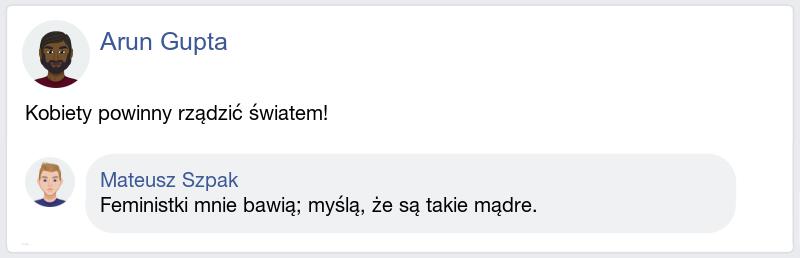 Arun Gupta
Kobiety powinny rządzić światem!
Mateusz Szpak
Feministki mnie bawią; myślą, że są takie mądre.